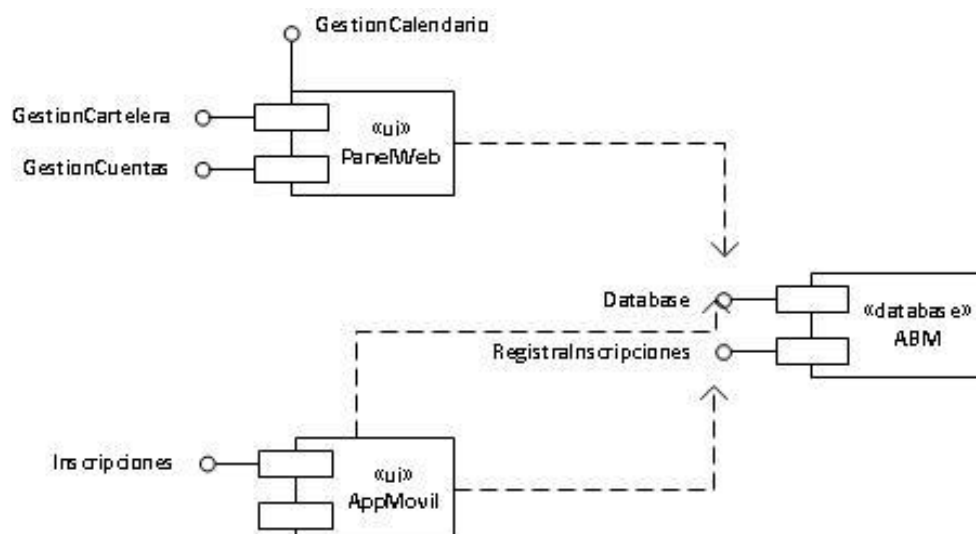 GestionCalendario
GestionCartelera
GestionCuentas
«ui»
PanelWeb
Database
RegistraInscripciones
«database»
ABM
Inscripciones
«ui»
AppMovil